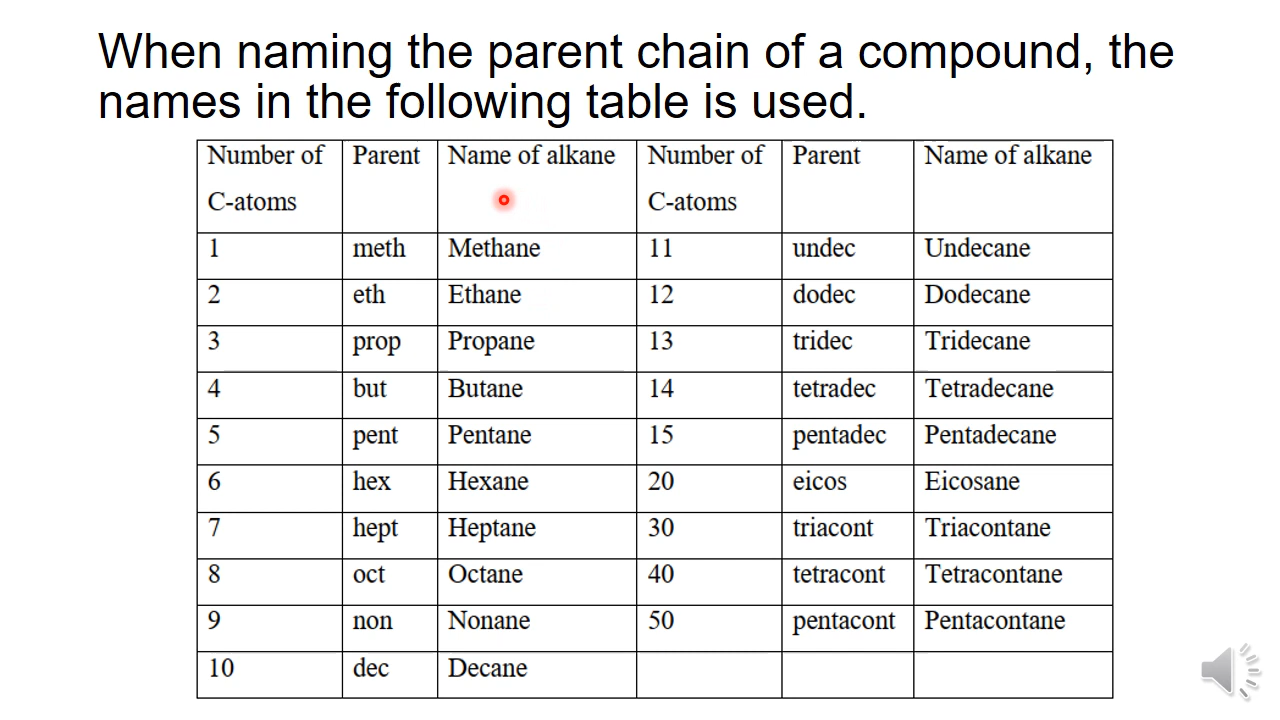 When naming the parent chain of a compound, the
names in the following table is used.
Number of C-atoms Parent Name of alkane Number of C-atoms Parent Name of alkane
1 meth Methane 11 undec Undecane
2 eth Ethane 12 dodec Dodecane
3 prop Propane 13 tridec Tridecane
4 but Butane 14 tetradec Tetradecane
5 pent Pentane 15 pentadec Pentadecane
6 hex Hexane 20 eicos Eicosane
7 hept Heptane 30 triacont Triacontane
8 oct Octane 40 tetracont Tetracontane
9 non Nonane 50 pentacont Pentacontane
10 dec Decane